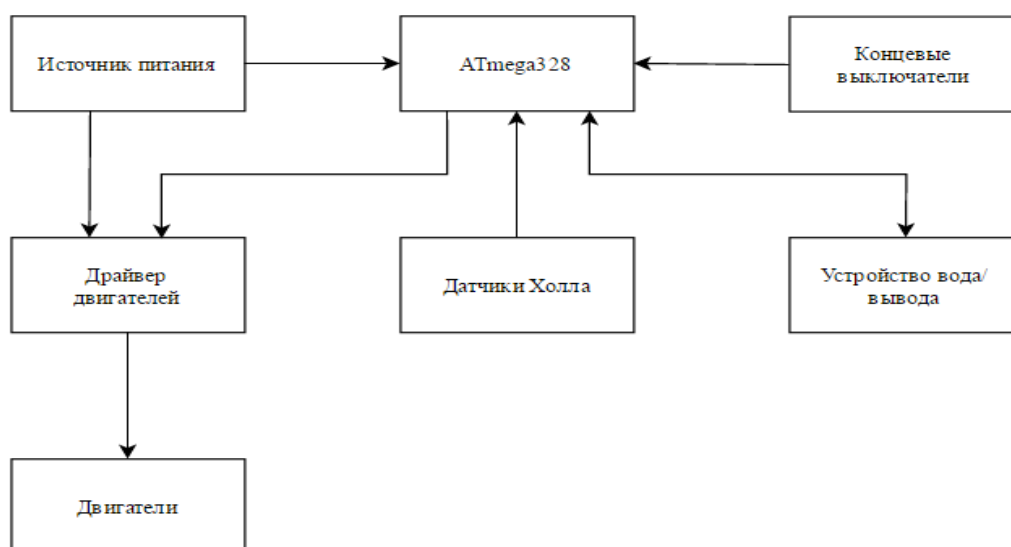 Источник питания
ATmega328
Концевые
выключатели
Драйвер
двигателей
Датчики Холла
Устройство вода/
вывода
Двигатели